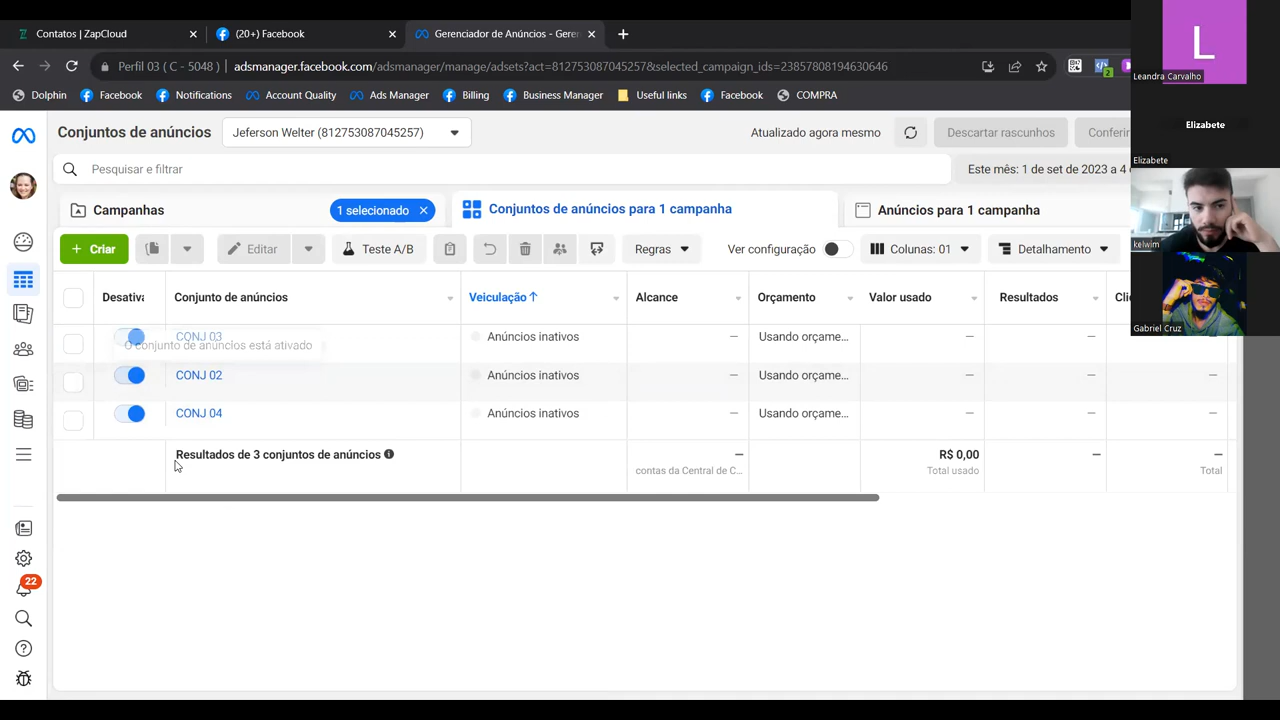 Contatos | ZapCloud
(20+) Facebook
Gerenciador de Anúncios - Geren
Perfil 03 ( C - 5048 )
adsmanager.facebook.com/adsmanager/manage/adsets?act=812753087045257&selected_campaign_ids=23857808194630646
2
Dolphin
Facebook
Notifications
Account Quality
Ads Manager
Billing
Business Manager
Useful links
Facebook
COMPRA
L
Leandra Carvalho
Elizabete
Elizabete
kelwim
Gabriel Cruz
Conjuntos de anúncios
Jeferson Welter (812753087045257)
Atualizado agora mesmo
Descartar rascunhos
Conferir
Pesquisar e filtrar
Este mês: 1 de set de 2023 a 4
Campanhas
1 selecionado
Conjuntos de anúncios para 1 campanha
Anúncios para 1 campanha
+ Criar
Editar
Teste A/B
Regras
Ver configuração
Colunas: 01
Detalhamento
Desativa
Conjunto de anúncios
Veiculação ↑
Alcance
Orçamento
Valor usado
Resultados
Cli
CONJ 03
Anúncios inativos
—
Usando orçame...
—
—
—
O conjunto de anúncios está ativado
CONJ 02
Anúncios inativos
—
Usando orçame...
—
—
—
CONJ 04
Anúncios inativos
—
Usando orçame...
—
—
—
Resultados de 3 conjuntos de anúncios
—
R$ 0,00
—
—
contas da Central de C...
Total usado
Total
22